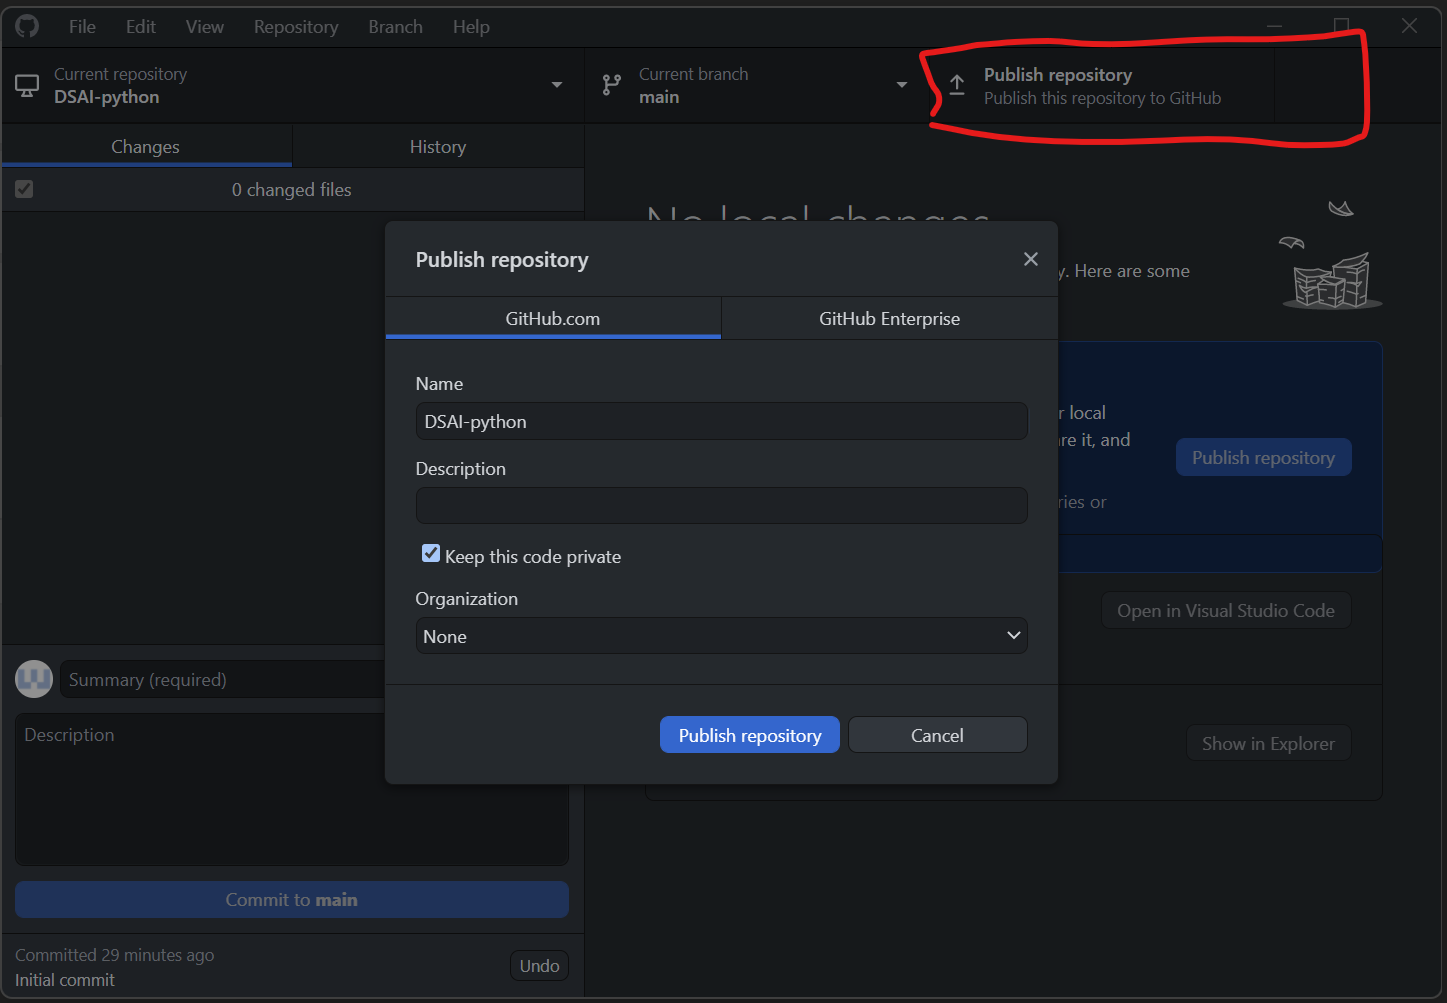 File Edit View Repository Branch Help
Current repository
DSAI-python
Current branch
main
Publish repository
Publish this repository to GitHub
Changes
History
0 changed files
No local changes
y. Here are some
Publish repository
GitHub.com
GitHub Enterprise
Name
DSAI-python
Description
Keep this code private
Organization
None
Publish repository
Cancel
r local
re it, and
Publish repository
ries or
Open in Visual Studio Code
Show in Explorer
Summary (required)
Description
Commit to main
Committed 29 minutes ago
Initial commit
Undo